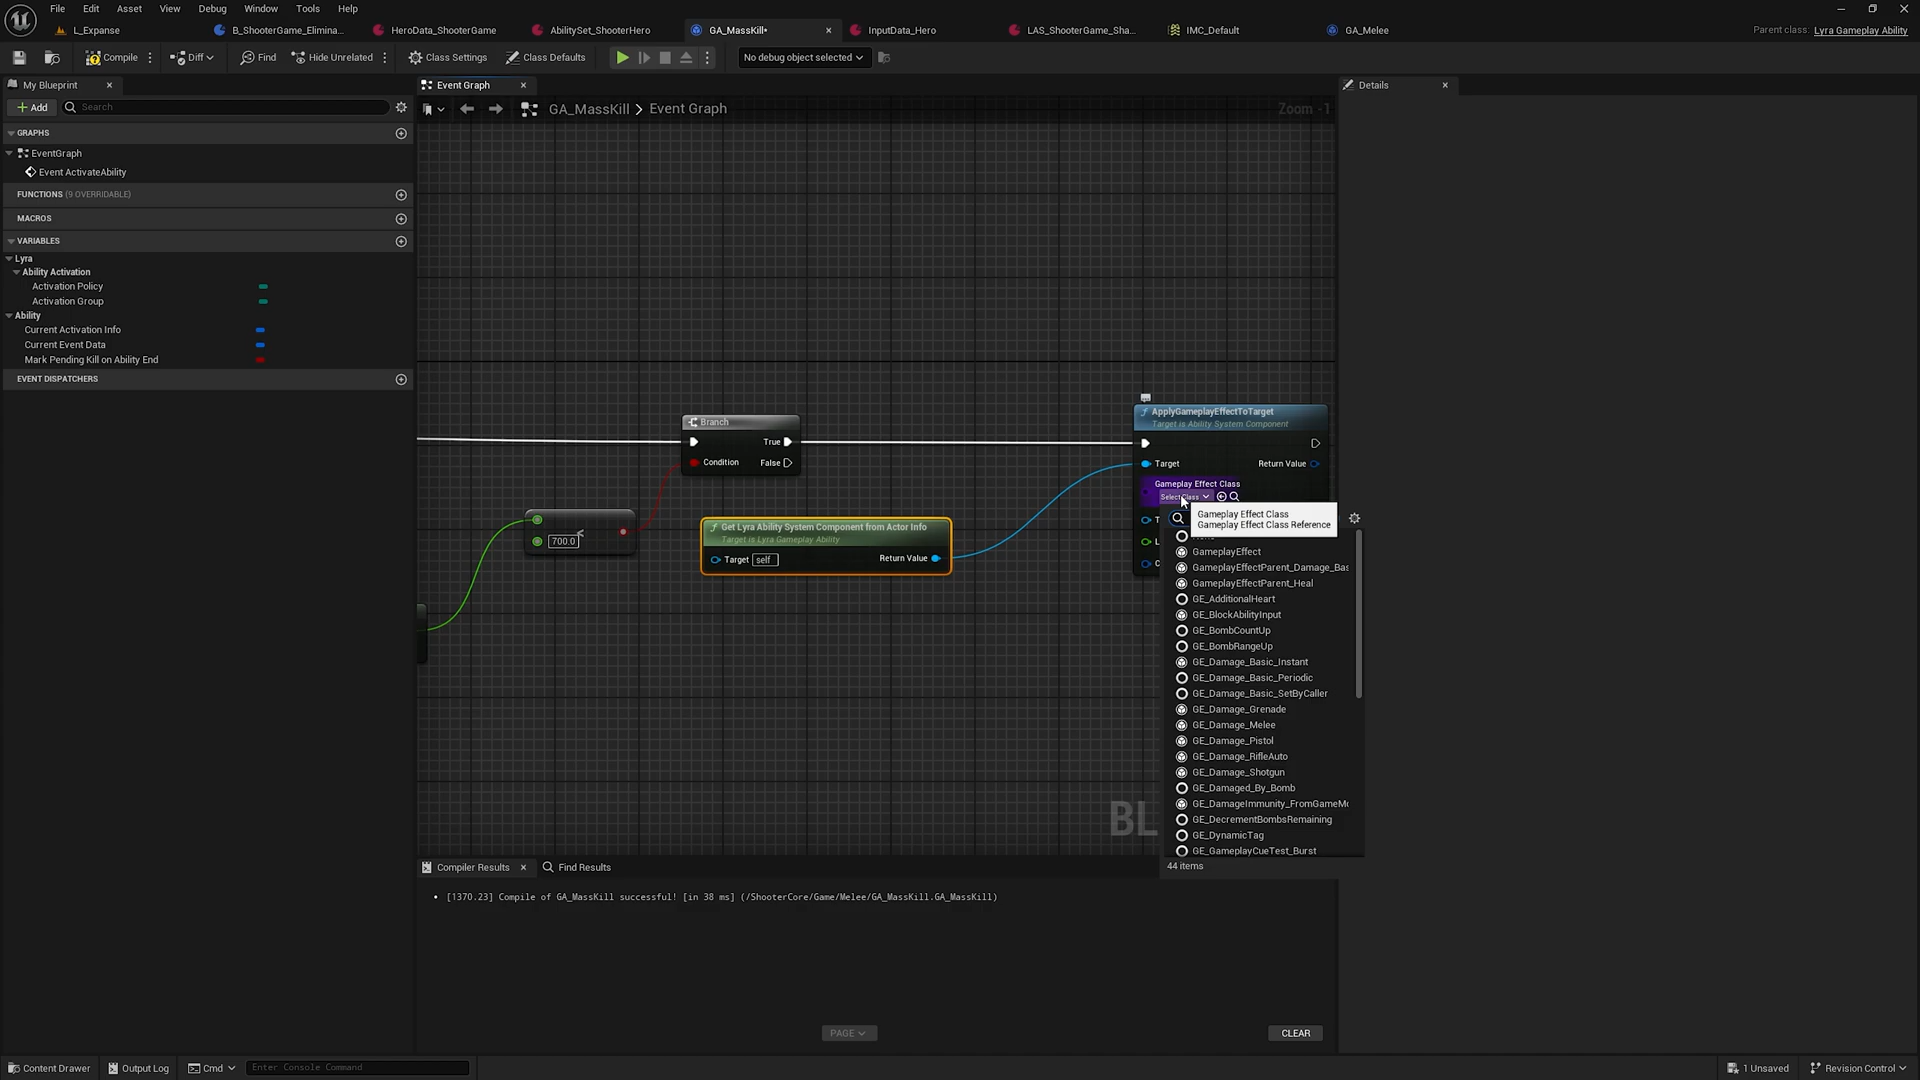 File Edit Asset View Debug Window Tools Help
L_Expanse B_ShooterGame_Elimina... HeroData_ShooterGame AbilitySet_ShooterHero GA_MassKill• InputData_Hero LAS_ShooterGame_Sha... IMC_Default GA_Melee Parent class: Lyra Gameplay Ability
Compile Diff Find Hide Unrelated Class Settings Class Defaults No debug object selected
My Blueprint Event Graph Details
Add Search
GA_MassKill > Event Graph Zoom -1
GRAPHS
EventGraph
Event ActivateAbility
FUNCTIONS (9 OVERRIDABLE)
MACROS
VARIABLES
Lyra
Ability Activation
Activation Policy
Activation Group
Ability
Current Activation Info
Current Event Data
Mark Pending Kill on Ability End
EVENT DISPATCHERS
Branch
True
Condition False
700.0 <
Get Lyra Ability System Component from Actor Info
Target is Lyra Gameplay Ability
Target self Return Value
ApplyGameplayEffectToTarget
Target is Ability System Component
Target Return Value
Gameplay Effect Class
Select Class
Gameplay Effect Class
Gameplay Effect Class Reference
GameplayEffect
GameplayEffectParent_Damage_Bas
GameplayEffectParent_Heal
GE_AdditionalHeart
GE_BlockAbilityInput
GE_BombCountUp
GE_BombRangeUp
GE_Damage_Basic_Instant
GE_Damage_Basic_Periodic
GE_Damage_Basic_SetByCaller
GE_Damage_Grenade
GE_Damage_Melee
GE_Damage_Pistol
GE_Damage_RifleAuto
GE_Damage_Shotgun
GE_Damaged_By_Bomb
GE_DamageImmunity_FromGameMo
GE_DecrementBombsRemaining
GE_DynamicTag
GE_GameplayCueTest_Burst
44 items
BL
Compiler Results Find Results
• [1370.23] Compile of GA_MassKill successful! [in 38 ms] (/ShooterCore/Game/Melee/GA_MassKill.GA_MassKill)
PAGE CLEAR
Content Drawer Output Log Cmd Enter Console Command 1 Unsaved Revision Control